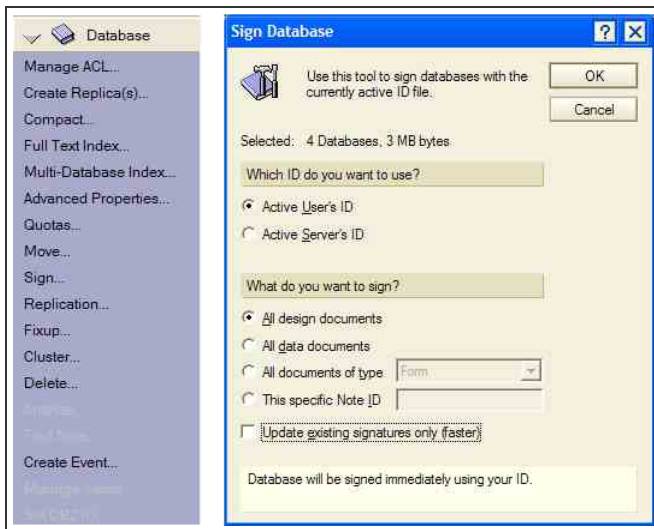 Database
Manage ACL...
Create Replica(s)...
Compact...
Full Text Index...
Multi-Database Index...
Advanced Properties...
Quotas...
Move...
Sign...
Replication...
Fixup...
Cluster...
Delete...
Create Event...
Sign Database
Use this tool to sign databases with the
currently active ID file.
OK
Cancel
Selected: 4 Databases, 3 MB bytes
Which ID do you want to use?
Active User's ID
Active Server's ID
What do you want to sign?
All design documents
All data documents
All documents of type Form
This specific Note ID
Update existing signatures only (faster)
Database will be signed immediately using your ID.